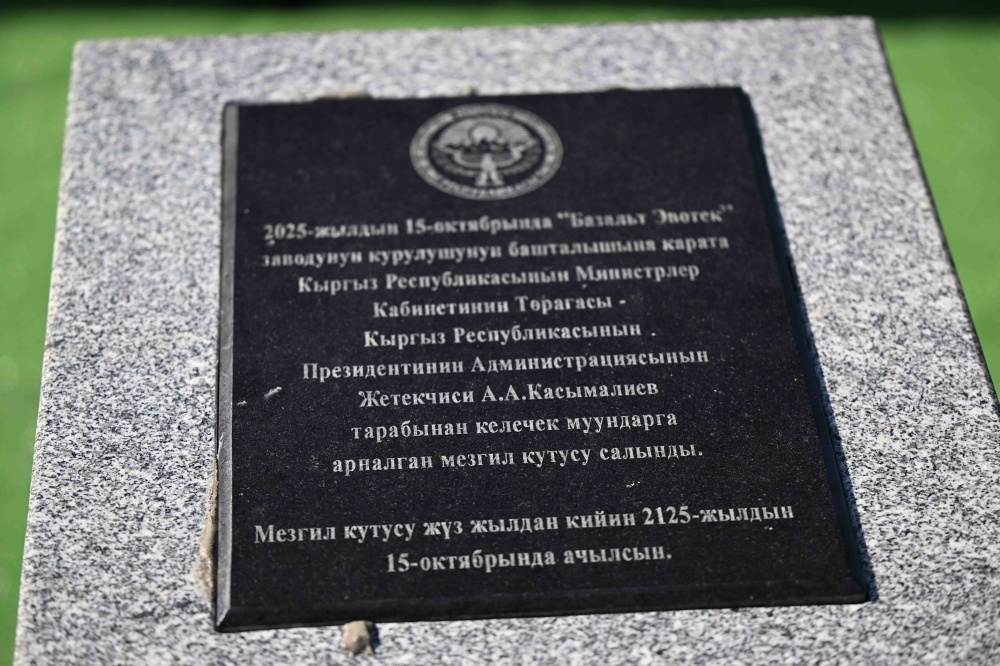 2025-жылдын 15-октябрында "Базальт Эвотек"
заводунун курулушунун башталышына карата
Кыргыз Республикасынын Министрлер
Кабинетинин Төрагасы -
Кыргыз Республикасынын
Президентинин Администрациясынын
Жетекчиси А.А.Касымалиев
тарабынан келечек муундарга
арналган мезгил кутусу салынды.
Мезгил кутусу жүз жылдан кийин 2125-жылдын
15-октябрында ачылсын.